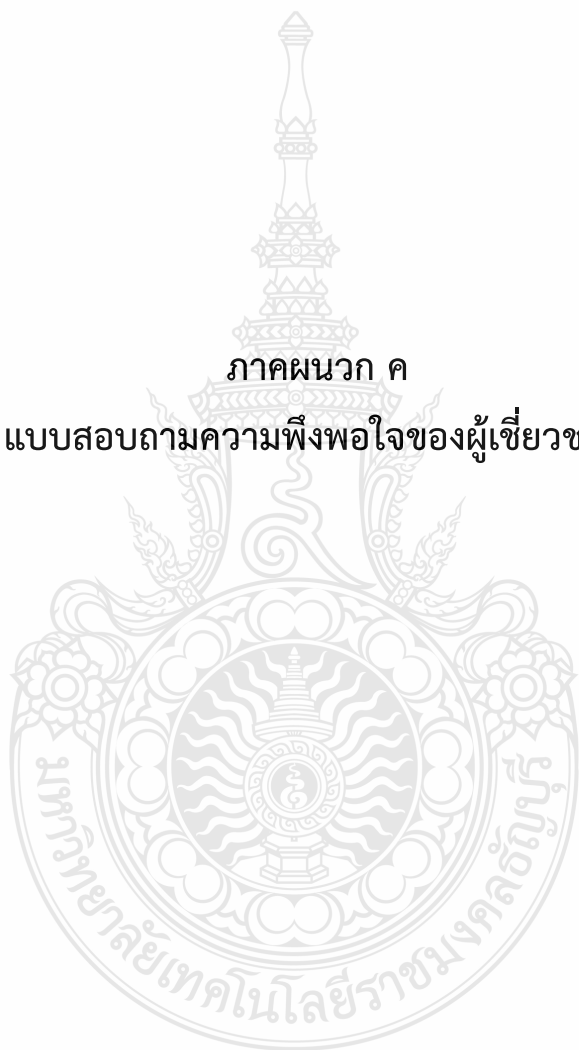 ภาคผนวก ค
แบบสอบถามความพึงพอใจของผู้เชี่ยวช
มหาวิทยาลัยเทคโนโลยีราชมงคลธัญบุรี